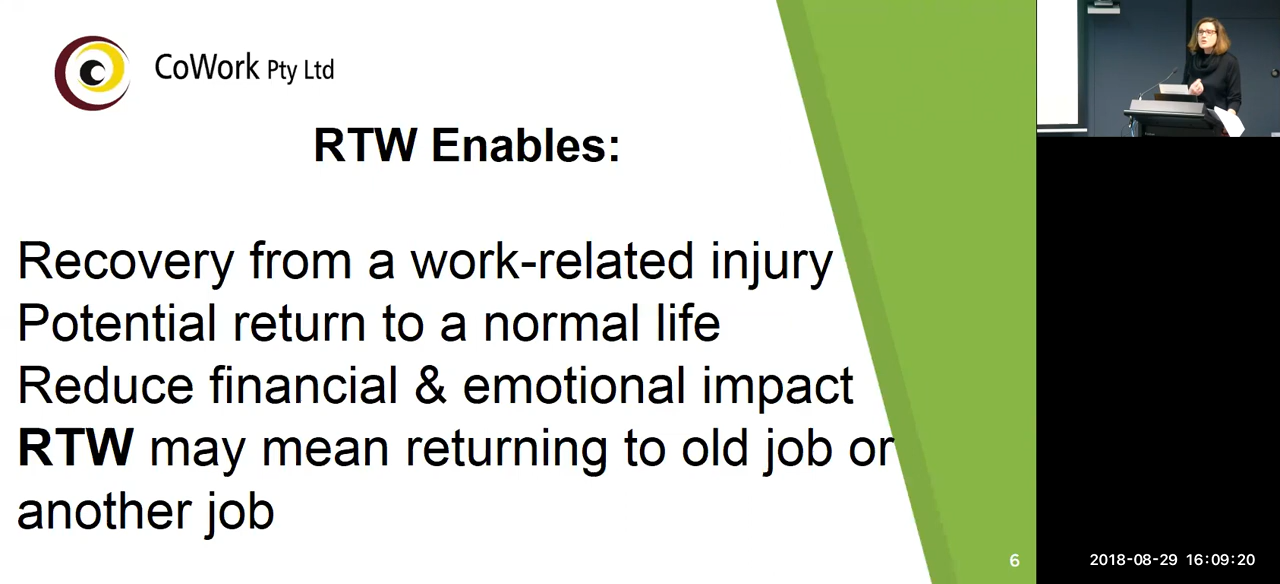 CoWork Pty Ltd
RTW Enables:
Recovery from a work-related injury
Potential return to a normal life
Reduce financial & emotional impact
RTW may mean returning to old job or
another job
6
2018-08-29 16:09:20